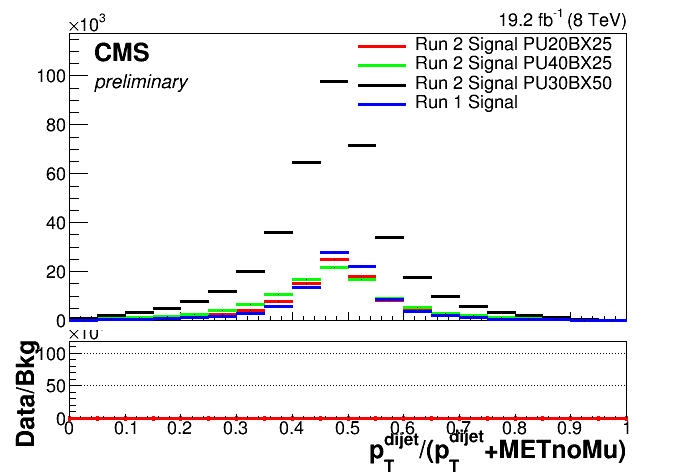 ×10³
19.2 fb⁻¹ (8 TeV)
CMS
preliminary
Run 2 Signal PU20BX25
Run 2 Signal PU40BX25
Run 2 Signal PU30BX50
Run 1 Signal
100
80
60
40
20
0
×10
100
50
0
Data/Bkg
0 0.1 0.2 0.3 0.4 0.5 0.6 0.7 0.8 0.9 1
p_T^dijet/(p_T^dijet+METnoMu)